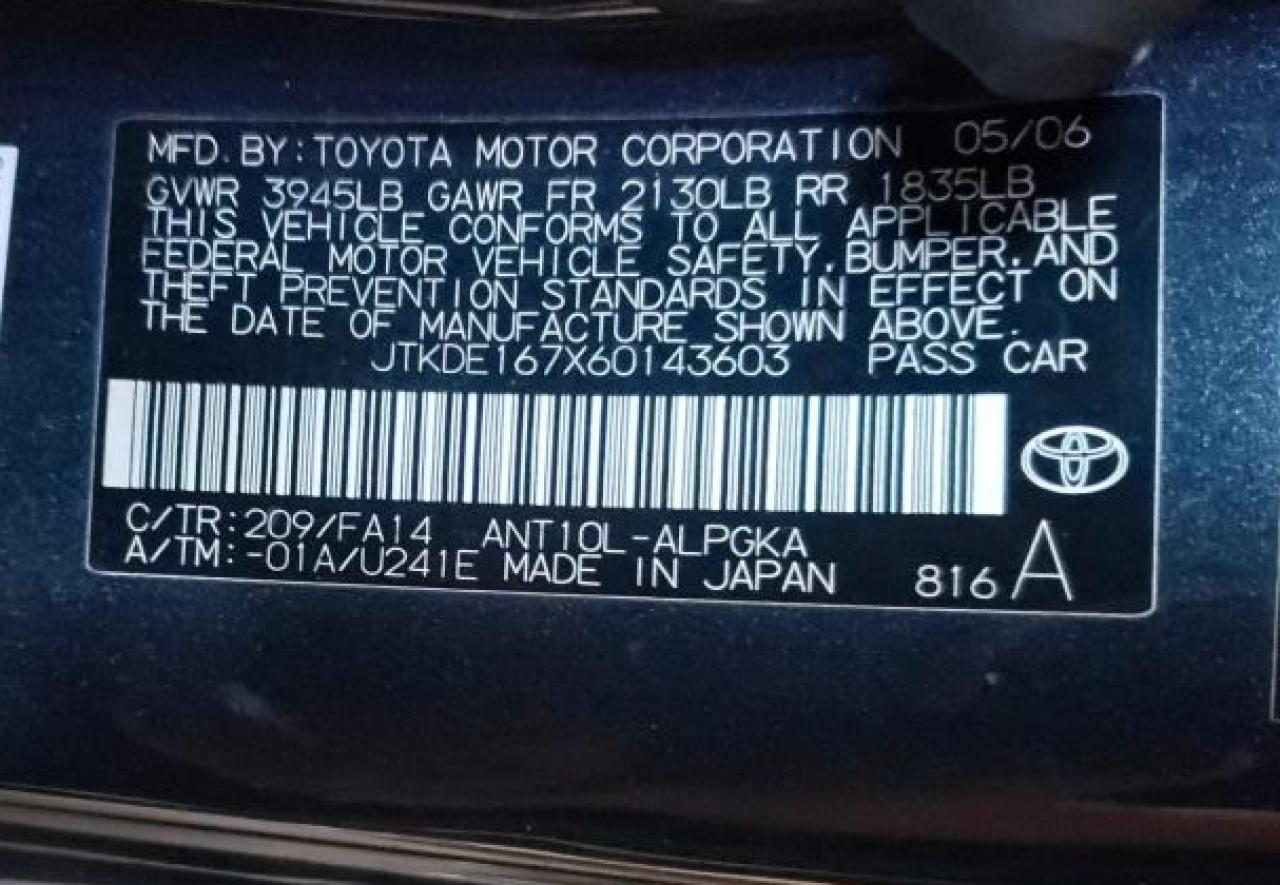 MFD. BY: TOYOTA MOTOR CORPORATION 05/06
GVWR 3945LB GAWR FR 2130LB RR 1835LB
THIS VEHICLE CONFORMS TO ALL APPLICABLE
FEDERAL MOTOR VEHICLE SAFETY, BUMPER, AND
THEFT PREVENTION STANDARDS IN EFFECT ON
THE DATE OF MANUFACTURE SHOWN ABOVE.
JTKDE167X60143603 PASS CAR
C/TR: 209/FA14 ANT10L-ALPGKA
A/TM: -01A/U241E MADE IN JAPAN 816 A